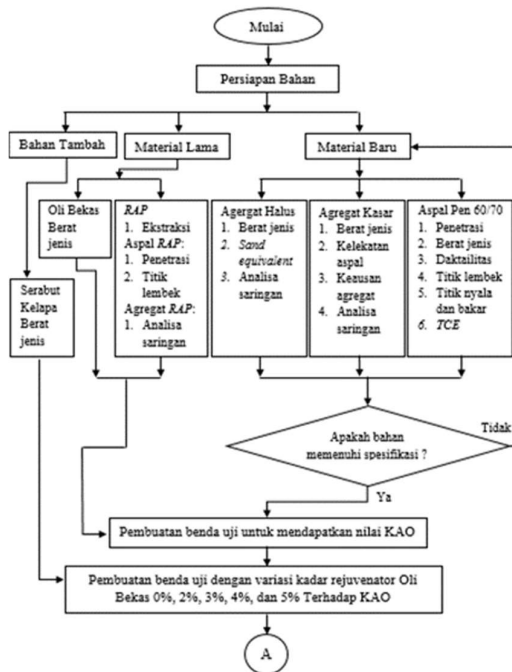 Mulai
Persiapan Bahan
Bahan Tambah
Material Lama
Material Baru
Oli Bekas
Berat
jenis
RAP
1. Ekstraksi
Aspal RAP:
1. Penetrasi
2. Titik
lembek
Agregat RAP:
1. Analisa
saringan
Agergat Halus
1. Berat jenis
2. Sand
equivalent
3. Analisa
saringan
Agregat Kasar
1. Berat jenis
2. Kelekatan
aspal
3. Keausan
agregat
4. Analisa
saringan
Aspal Pen 60/70
1. Penetrasi
2. Berat jenis
3. Daktailitas
4. Titik lembek
5. Titik nyala
dan bakar
6. TCE
Serabut
Kelapa
Berat
jenis
Apakah bahan
memenuhi spesifikasi ?
Tidak
Ya
Pembuatan benda uji untuk mendapatkan nilai KAO
Pembuatan benda uji dengan variasi kadar rejuvenator Oli
Bekas 0%, 2%, 3%, 4%, dan 5% Terhadap KAO
A